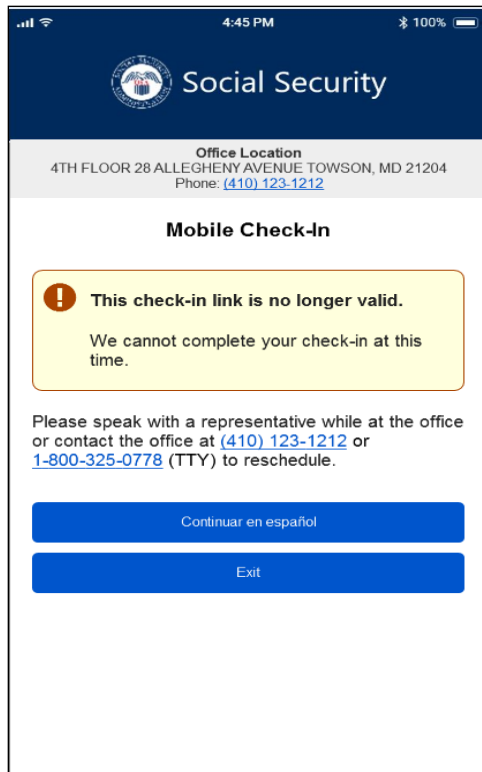 4:45 PM
100%
Social Security
Office Location
4TH FLOOR 28 ALLEGHENY AVENUE TOWSON, MD 21204
Phone: (410) 123-1212
Mobile Check-In
This check-in link is no longer valid.
We cannot complete your check-in at this
time.
Please speak with a representative while at the office
or contact the office at (410) 123-1212 or
1-800-325-0778 (TTY) to reschedule.
Continuar en español
Exit